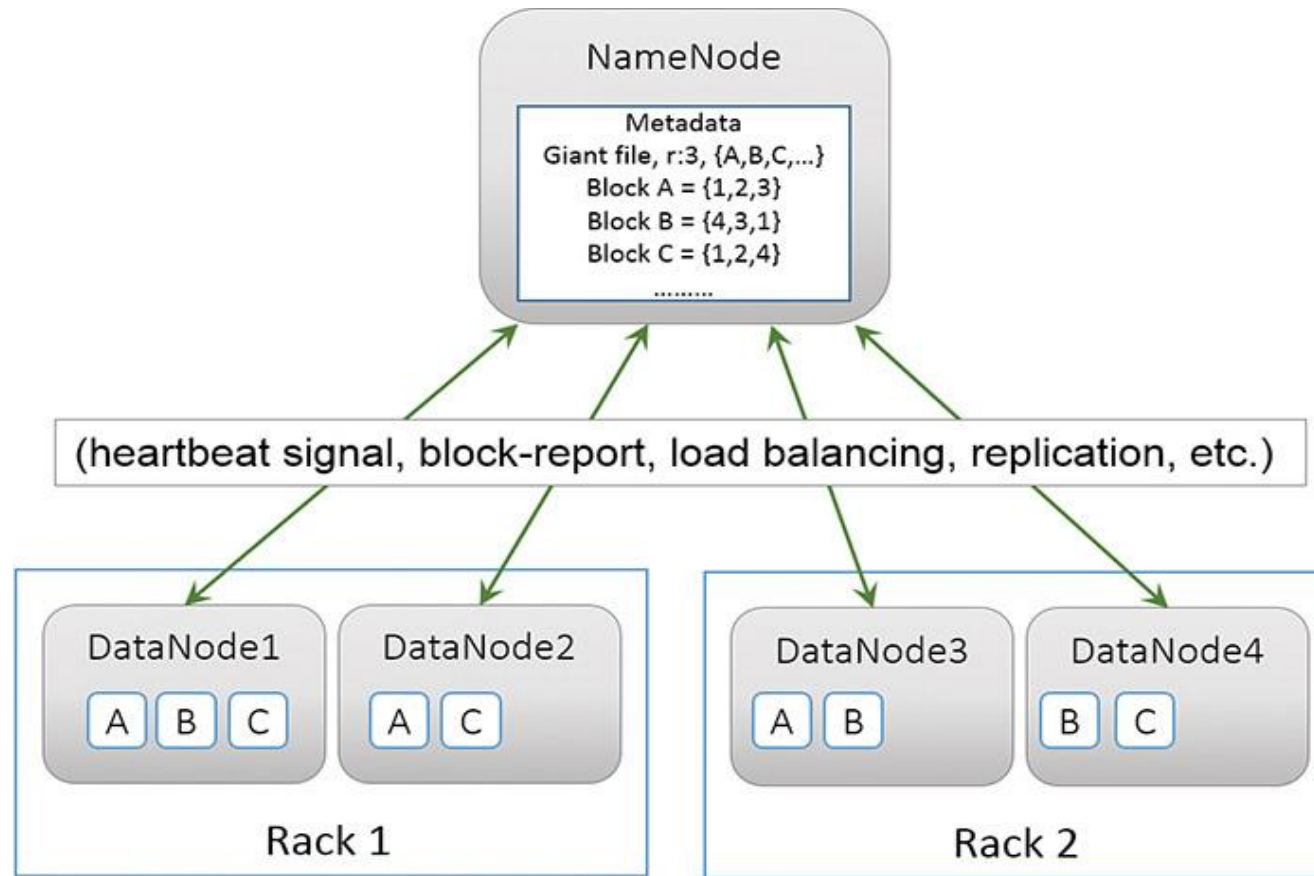 NameNode
Metadata
Giant file, r:3, {A,B,C,...}
Block A = {1,2,3}
Block B = {4,3,1}
Block C = {1,2,4}
.........
(heartbeat signal, block-report, load balancing, replication, etc.)
DataNode1
A B C
DataNode2
A C
Rack 1
DataNode3
A B
DataNode4
B C
Rack 2